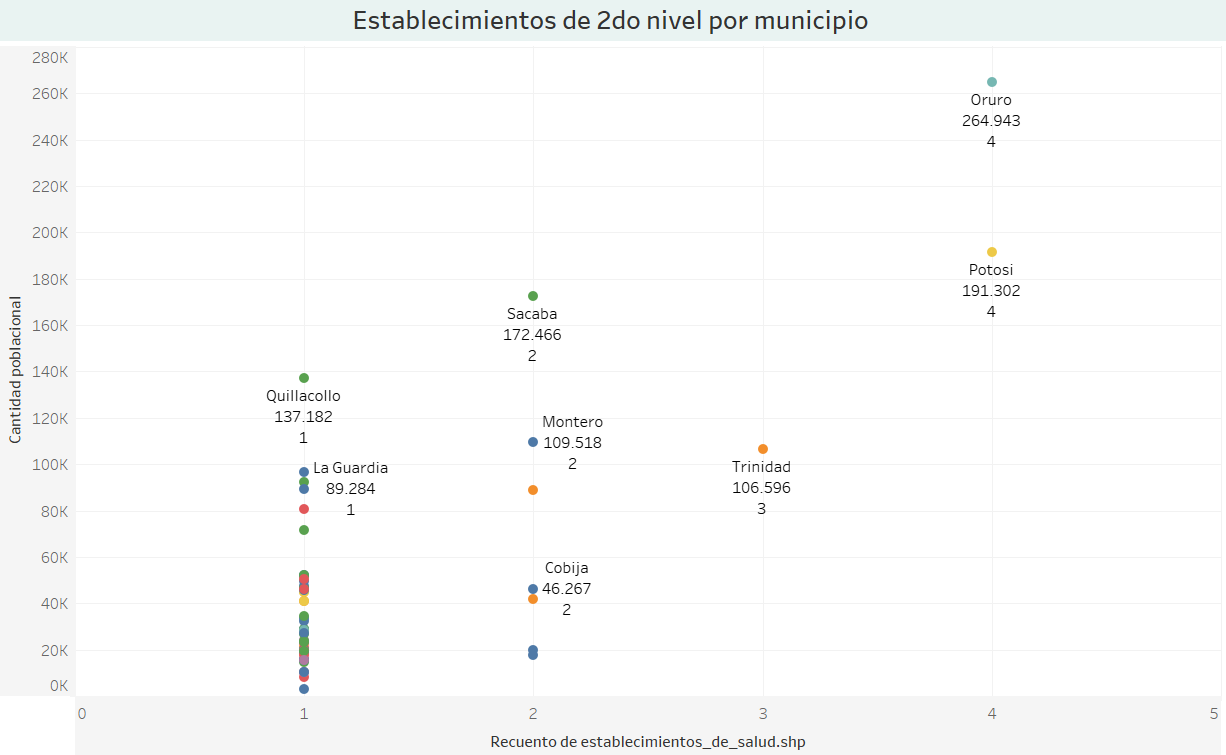 Establecimientos de 2do nivel por municipio
280K
260K
240K
220K
200K
180K
160K
140K
120K
100K
80K
60K
40K
20K
0K
Cantidad poblacional
Oruro
264.943
4
Potosi
191.302
4
Sacaba
172.466
2
Quillacollo
137.182
1
Montero
109.518
2
La Guardia
89.284
1
Trinidad
106.596
3
Cobija
46.267
2
0
1
2
3
4
5
Recuento de establecimientos_de_salud.shp